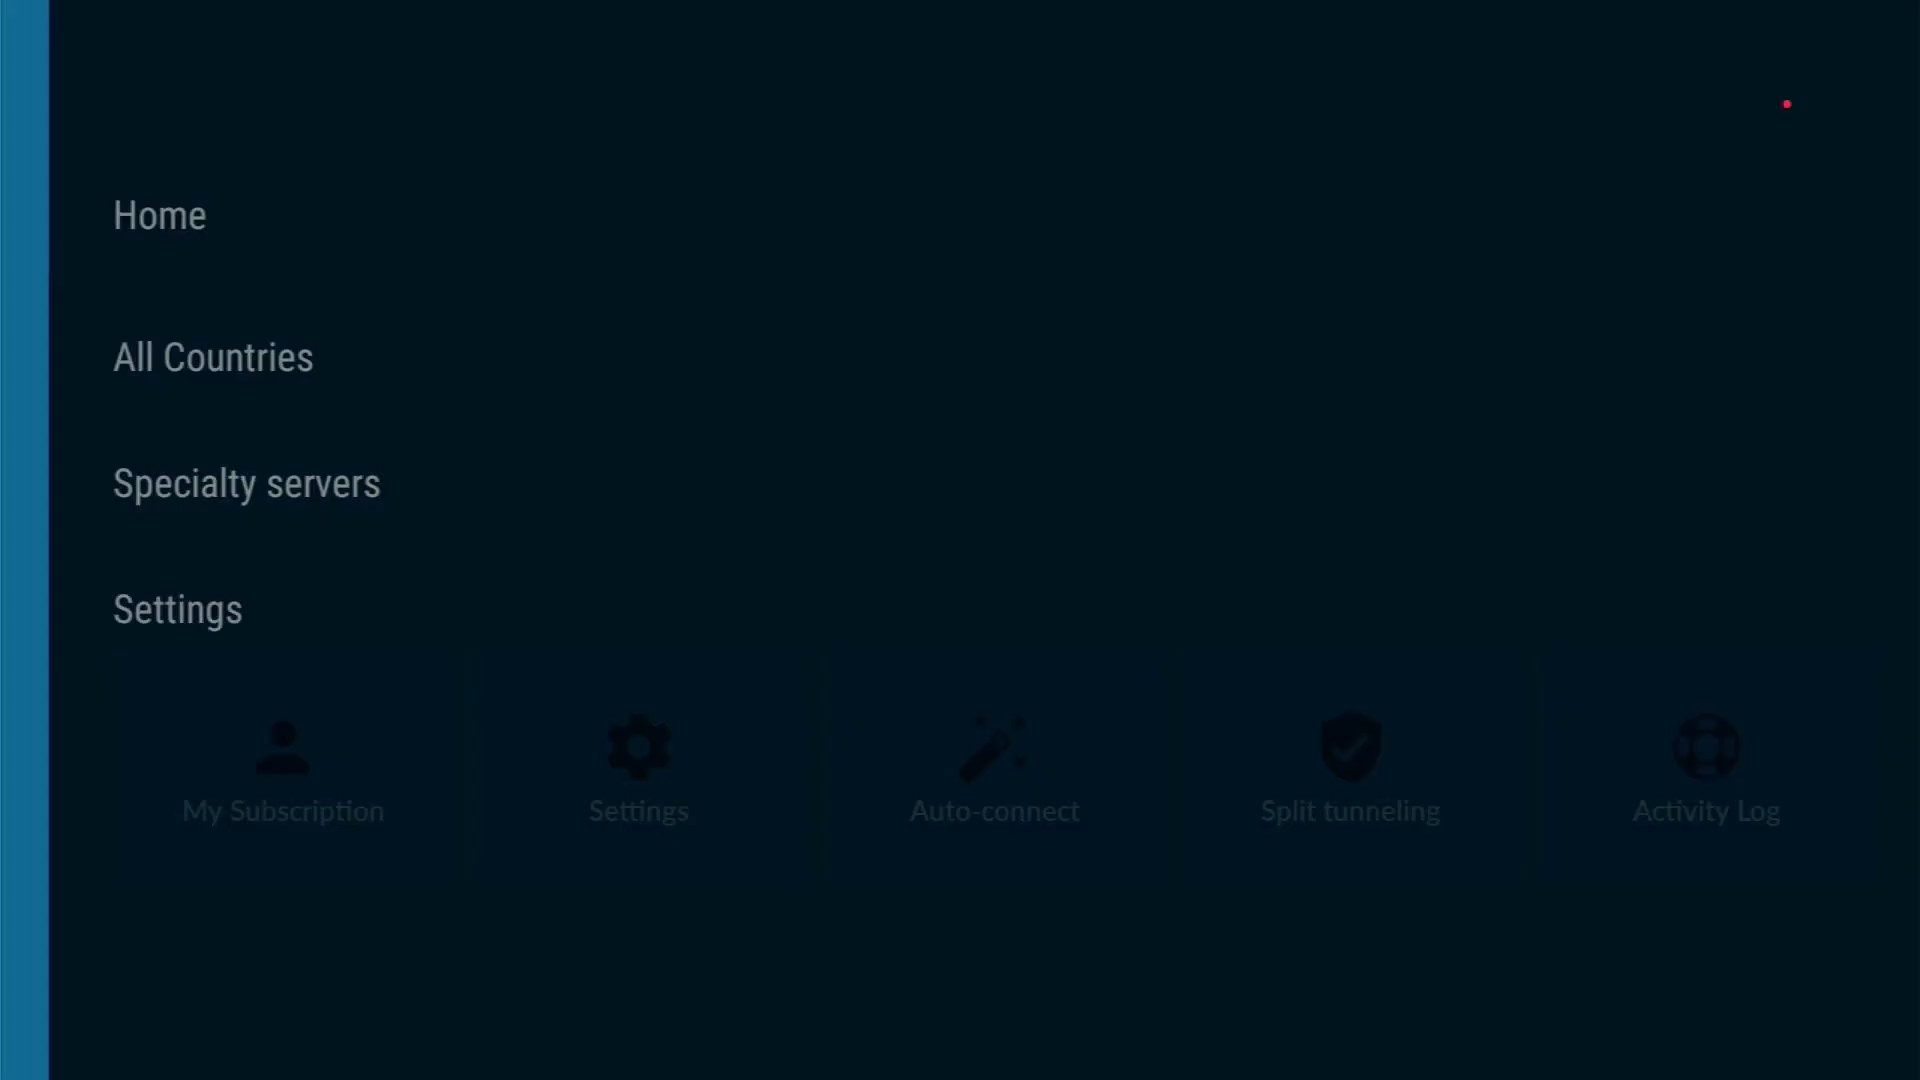 Home
All Countries
Specialty servers
Settings
My Subscription
Settings
Auto-connect
Split tunneling
Activity Log